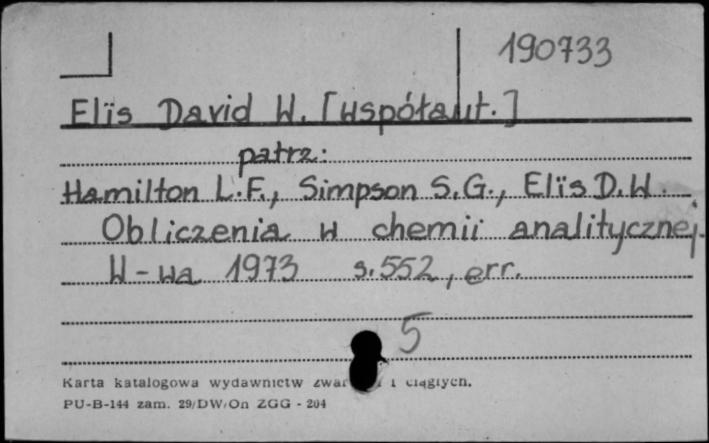 190733
Elis David W. [współaut.]
patrz:
Hamilton L.F., Simpson S.G., Elis D.W.
Obliczenia w chemii analitycznej.
W-wa 1973 s.552, err.
5
Karta katalogowa wydawnictw i ciągłych.
PU-B-144 zam. 29/DW/On ZGG - 204